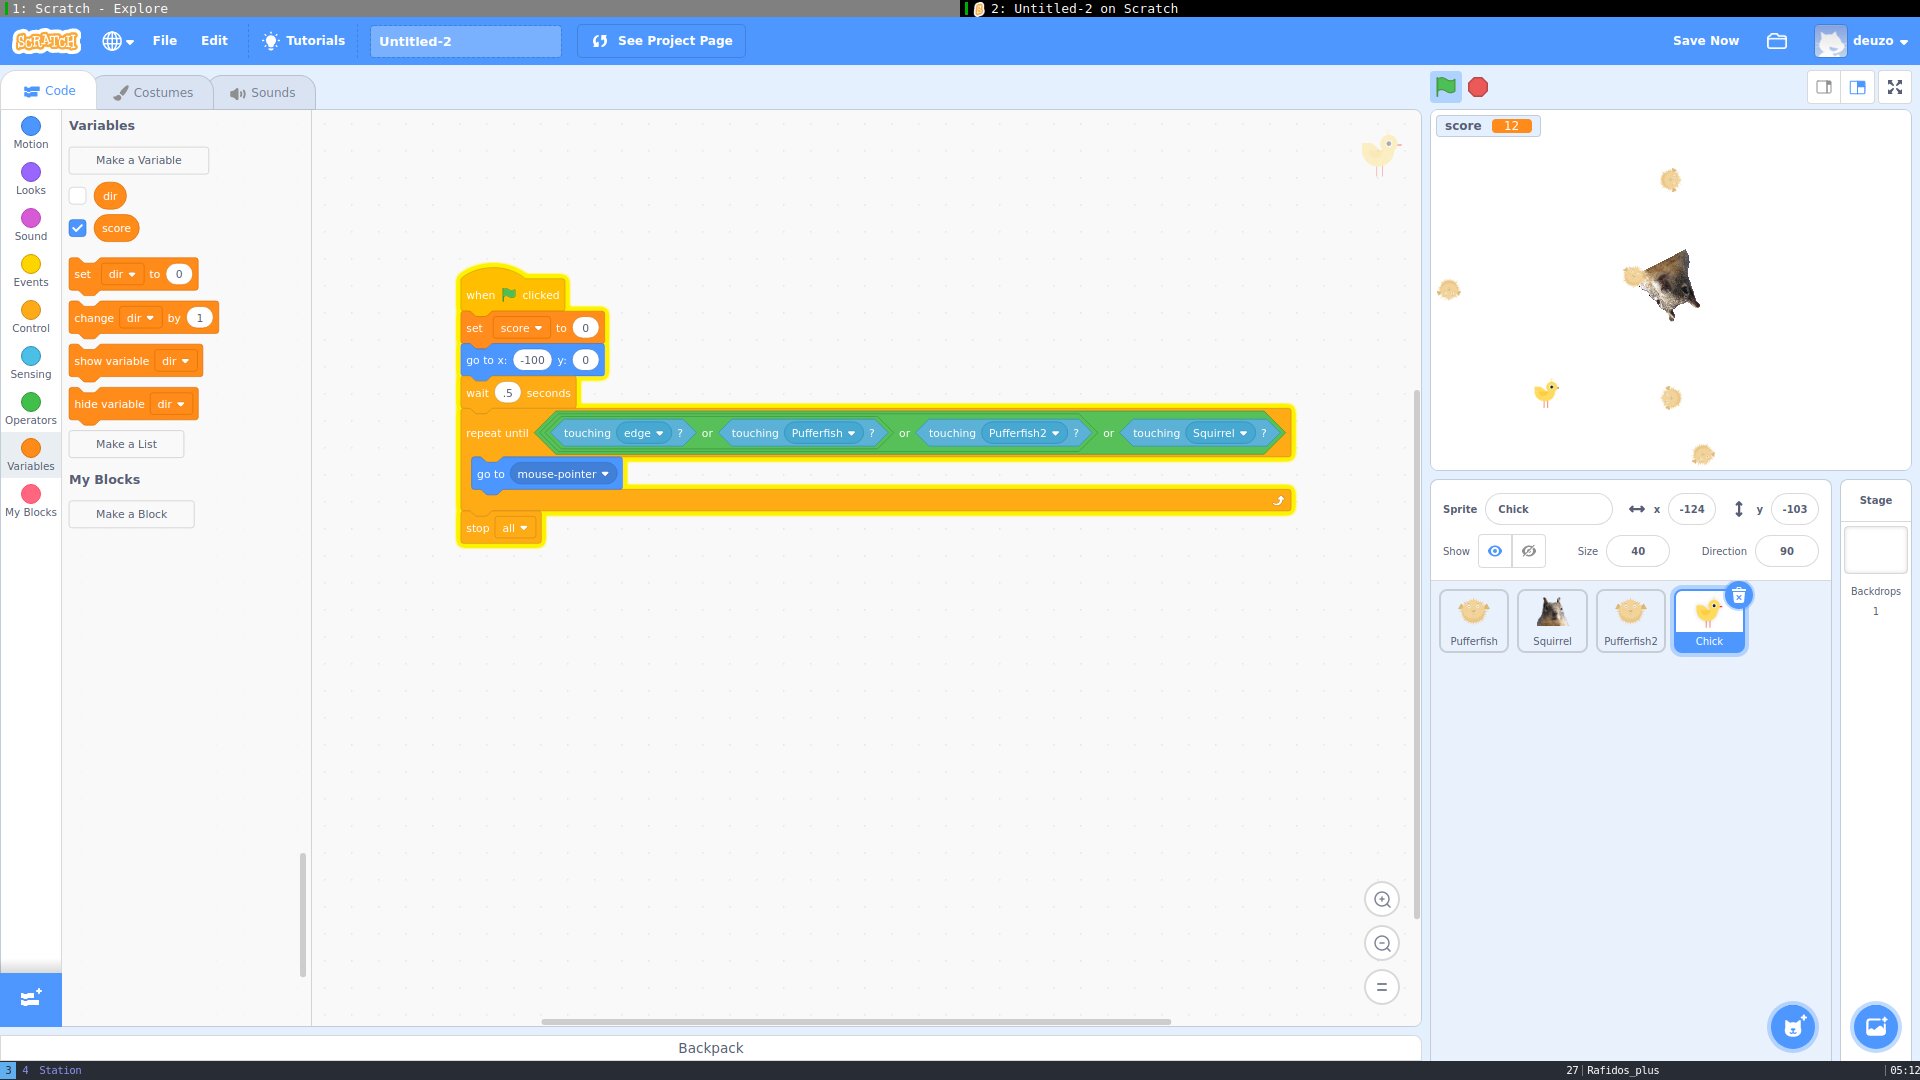 1: Scratch - Explore
2: Untitled-2 on Scratch
SCRATCH File Edit Tutorials Untitled-2 See Project Page Save Now deuzo
Code Costumes Sounds
Motion
Looks
Sound
Events
Control
Sensing
Operators
Variables
My Blocks
Variables
Make a Variable
dir
score
set dir to 0
change dir by 1
show variable dir
hide variable dir
Make a List
My Blocks
Make a Block
when clicked
set score to 0
go to x: -100 y: 0
wait .5 seconds
repeat until touching edge ? or touching Pufferfish ? or touching Pufferfish2 ? or touching Squirrel ?
go to mouse-pointer
stop all
Backpack
score 12
Sprite Chick x -124 y -103
Show Size 40 Direction 90
Pufferfish
Squirrel
Pufferfish2
Chick
Stage
Backdrops
1
3 4 Station 27 Rafidos_plus 05:12